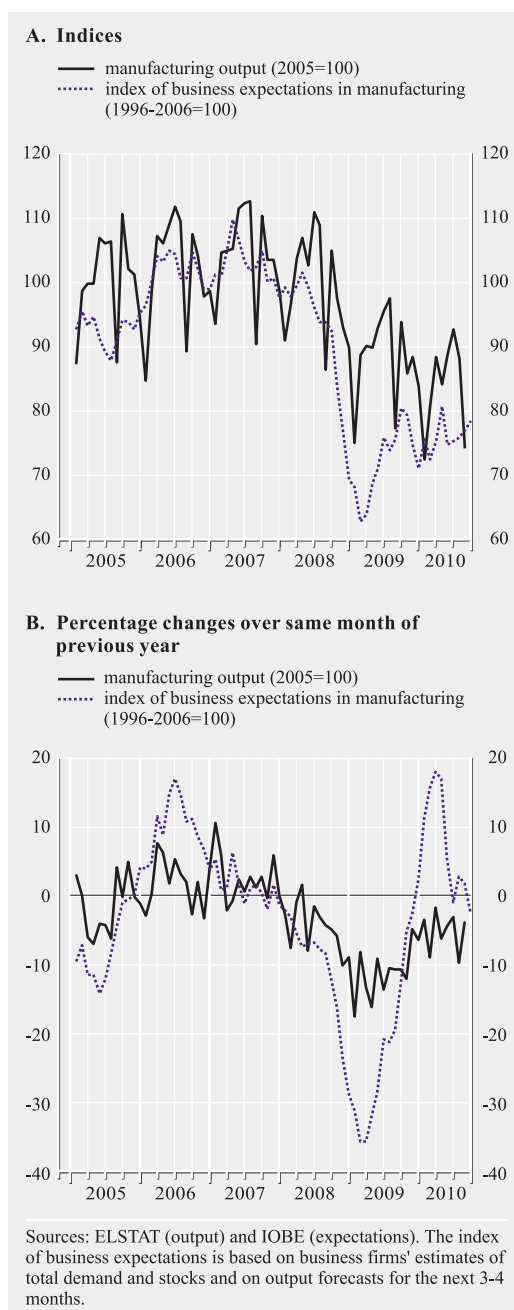 A. Indices
manufacturing output (2005=100)
index of business expectations in manufacturing
(1996-2006=100)
120 120
110 110
100 100
90 90
80 80
70 70
60 60
2005 2006 2007 2008 2009 2010
B. Percentage changes over same month of
previous year
manufacturing output (2005=100)
index of business expectations in manufacturing
(1996-2006=100)
20 20
10 10
0 0
-10 -10
-20 -20
-30 -30
-40 -40
2005 2006 2007 2008 2009 2010
Sources: ELSTAT (output) and IOBE (expectations). The index
of business expectations is based on business firms' estimates of
total demand and stocks and on output forecasts for the next 3-4
months.